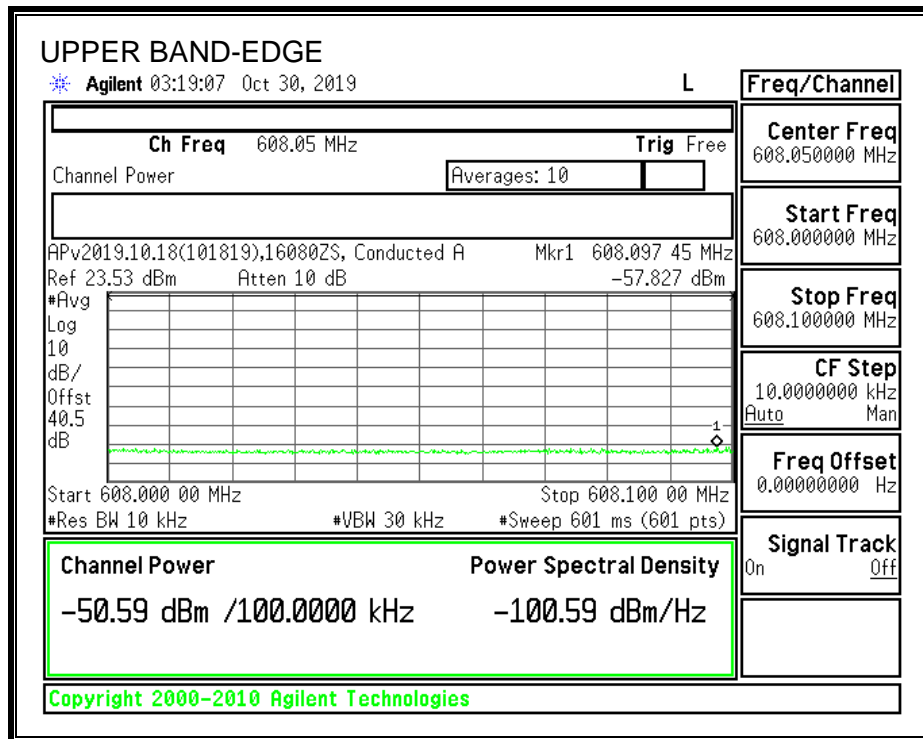 UPPER BAND-EDGE
Agilent 03:19:07 Oct 30, 2019 L
Ch Freq 608.05 MHz Trig Free
Channel Power Averages: 10
APv2019.10.18(101819),16080ZS, Conducted A Mkr1 608.097 45 MHz
Ref 23.53 dBm Atten 10 dB -57.827 dBm
#Avg
Log
10
dB/
Offst
40.5
dB
1
Start 608.000 00 MHz Stop 608.100 00 MHz
#Res BW 10 kHz #VBW 30 kHz #Sweep 601 ms (601 pts)
Channel Power Power Spectral Density
-50.59 dBm /100.0000 kHz -100.59 dBm/Hz
Copyright 2000-2010 Agilent Technologies
Freq/Channel
Center Freq
608.050000 MHz
Start Freq
608.000000 MHz
Stop Freq
608.100000 MHz
CF Step
10.0000000 kHz
Auto Man
Freq Offset
0.00000000 Hz
Signal Track
On Off